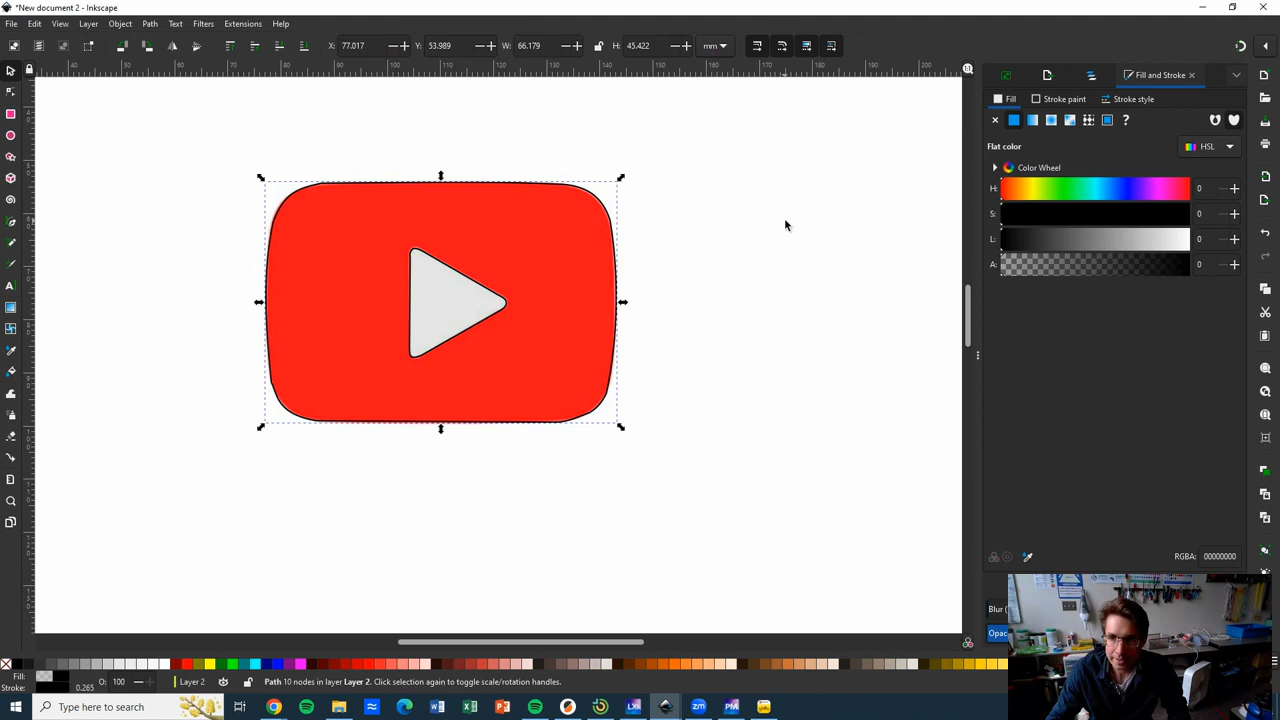 *New document 2 - Inkscape
File Edit View Layer Object Path Text Filters Extensions Help
X: 77.017 Y: 53.989 W: 66.179 H: 45.422 mm
Fill and Stroke
Fill Stroke paint Stroke style
Flat color HSL
Color Wheel
H: 0
S: 0
L: 0
A: 0
RGBA: 00000000
Blur (
Opac
Fill:
Stroke: 0.265
O: 100
Layer 2
Path 10 nodes in layer Layer 2. Click selection again to toggle scale/rotation handles.
Type here to search